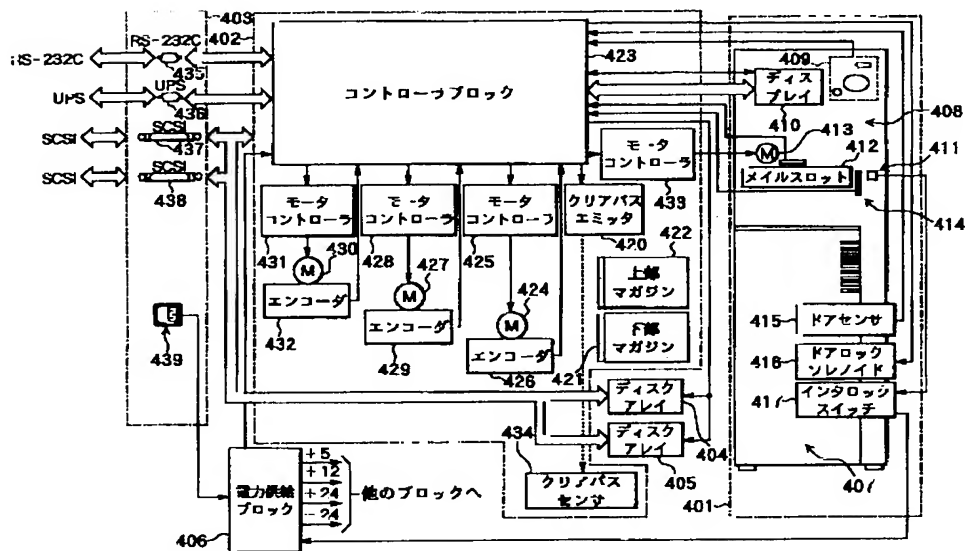 403
402
RS-232C
RS-232C
435
UPS
UPS
436
SCSI
SCSI
437
SCSI
SCSI
438
コントローラブロック
423
409
ディス
プレイ
410
408
413
M
412
411
メイルスロット
414
モータ
コントローラ
433
モータ
コントローラ
431
430
M
エンコーダ
432
モータ
コントローラ
428
427
M
エンコーダ
429
モータ
コントローラ
425
424
M
エンコーダ
426
クリアパス
エミッタ
420
422
上部
マガジン
下部
マガジン
421
415
ドアセンサ
416
ドアロック
ソレノイド
417
インタロック
スイッチ
407
401
439
ディスク
アレイ
404
ディスク
アレイ
405
434
クリアパス
センサ
電力供給
ブロック
406
+5
+12
+24
-24
他のブロックへ